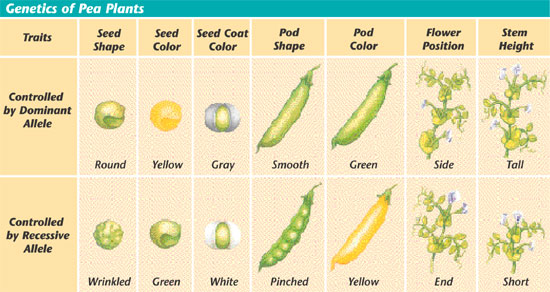 Genetics of Pea Plants
Traits
Seed Shape
Seed Color
Seed Coat Color
Pod Shape
Pod Color
Flower Position
Stem Height
Controlled
by Dominant
Allele
Round
Yellow
Gray
Smooth
Green
Side
Tall
Controlled
by Recessive
Allele
Wrinkled
Green
White
Pinched
Yellow
End
Short